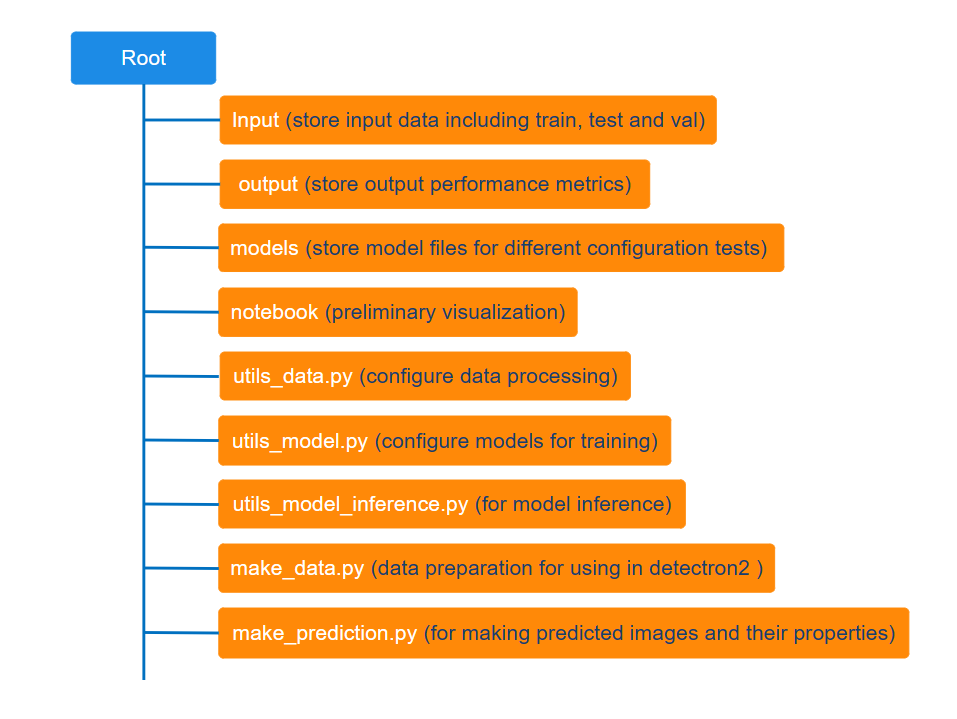 Root
Input (store input data including train, test and val)
output (store output performance metrics)
models (store model files for different configuration tests)
notebook (preliminary visualization)
utils_data.py (configure data processing)
utils_model.py (configure models for training)
utils_model_inference.py (for model inference)
make_data.py (data preparation for using in detectron2 )
make_prediction.py (for making predicted images and their properties)